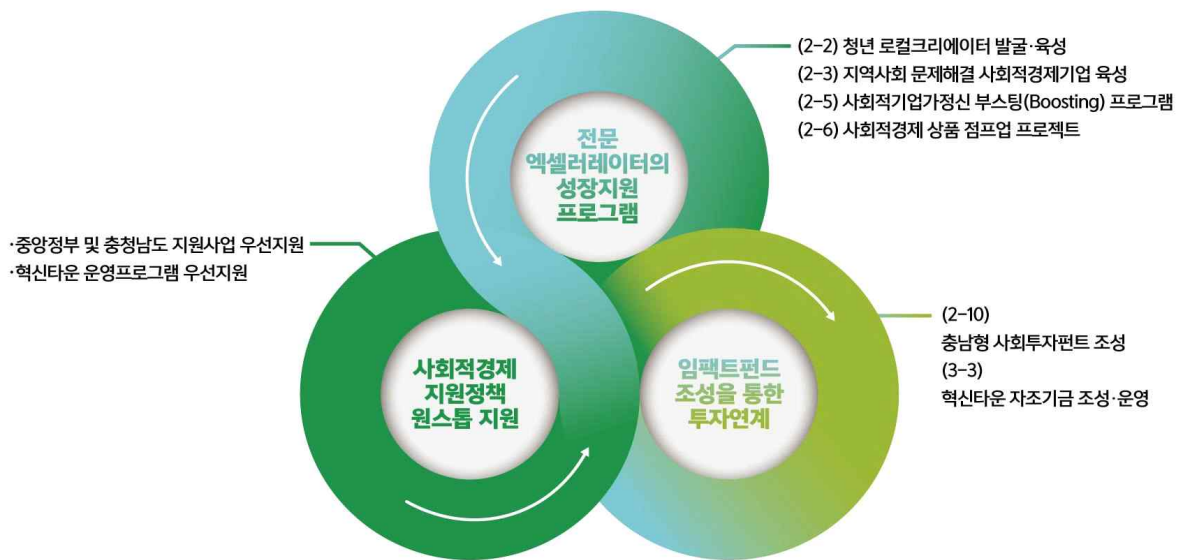 (2-2) 청년 로컬크리에이터 발굴·육성
(2-3) 지역사회 문제해결 사회적경제기업 육성
(2-5) 사회적기업가정신 부스팅(Boosting) 프로그램
(2-6) 사회적경제 상품 점프업 프로젝트
전문
엑셀러레이터의
성장지원
프로그램
·중앙정부 및 충청남도 지원사업 우선지원
·혁신타운 운영프로그램 우선지원
사회적경제
지원정책
원스톱 지원
임팩트펀드
조성을 통한
투자연계
(2-10)
충남형 사회투자펀트 조성
(3-3)
혁신타운 자조기금 조성·운영